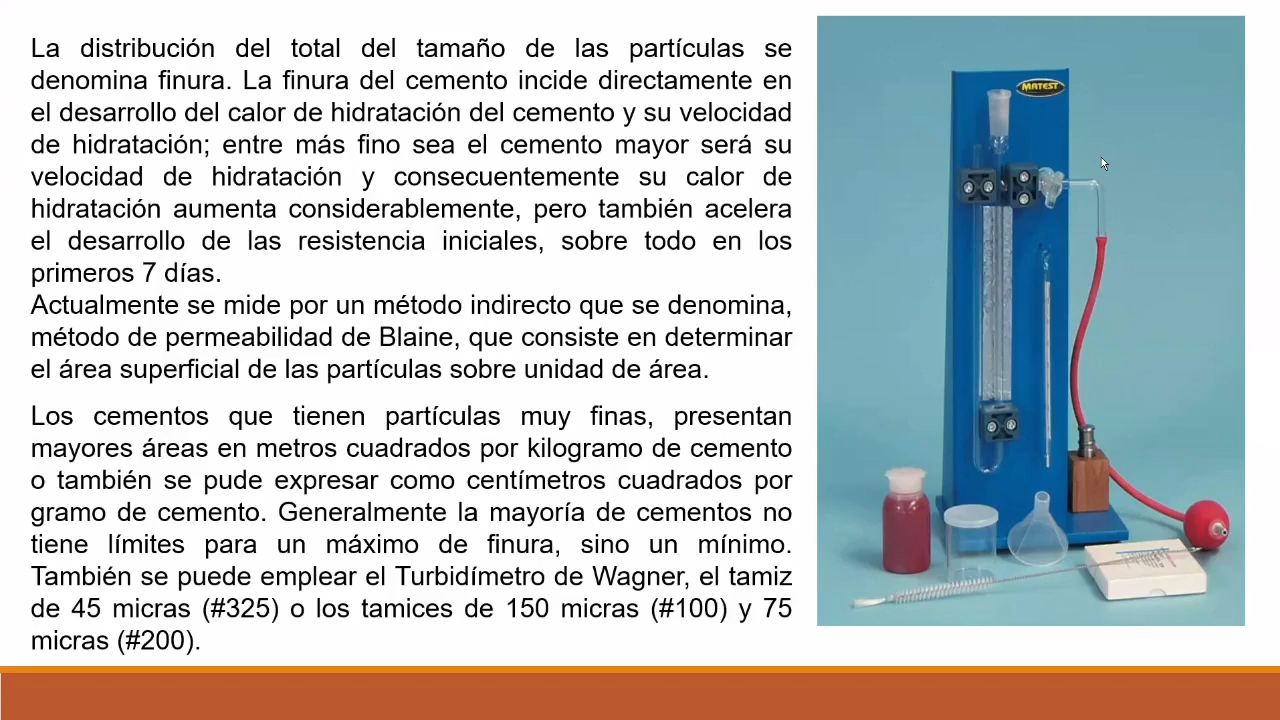 La distribución del total del tamaño de las partículas se
denomina finura. La finura del cemento incide directamente en
el desarrollo del calor de hidratación del cemento y su velocidad
de hidratación; entre más fino sea el cemento mayor será su
velocidad de hidratación y consecuentemente su calor de
hidratación aumenta considerablemente, pero también acelera
el desarrollo de las resistencia iniciales, sobre todo en los
primeros 7 días.
Actualmente se mide por un método indirecto que se denomina,
método de permeabilidad de Blaine, que consiste en determinar
el área superficial de las partículas sobre unidad de área.
Los cementos que tienen partículas muy finas, presentan
mayores áreas en metros cuadrados por kilogramo de cemento
o también se pude expresar como centímetros cuadrados por
gramo de cemento. Generalmente la mayoría de cementos no
tiene límites para un máximo de finura, sino un mínimo.
También se puede emplear el Turbidímetro de Wagner, el tamiz
de 45 micras (#325) o los tamices de 150 micras (#100) y 75
micras (#200).
MATEST